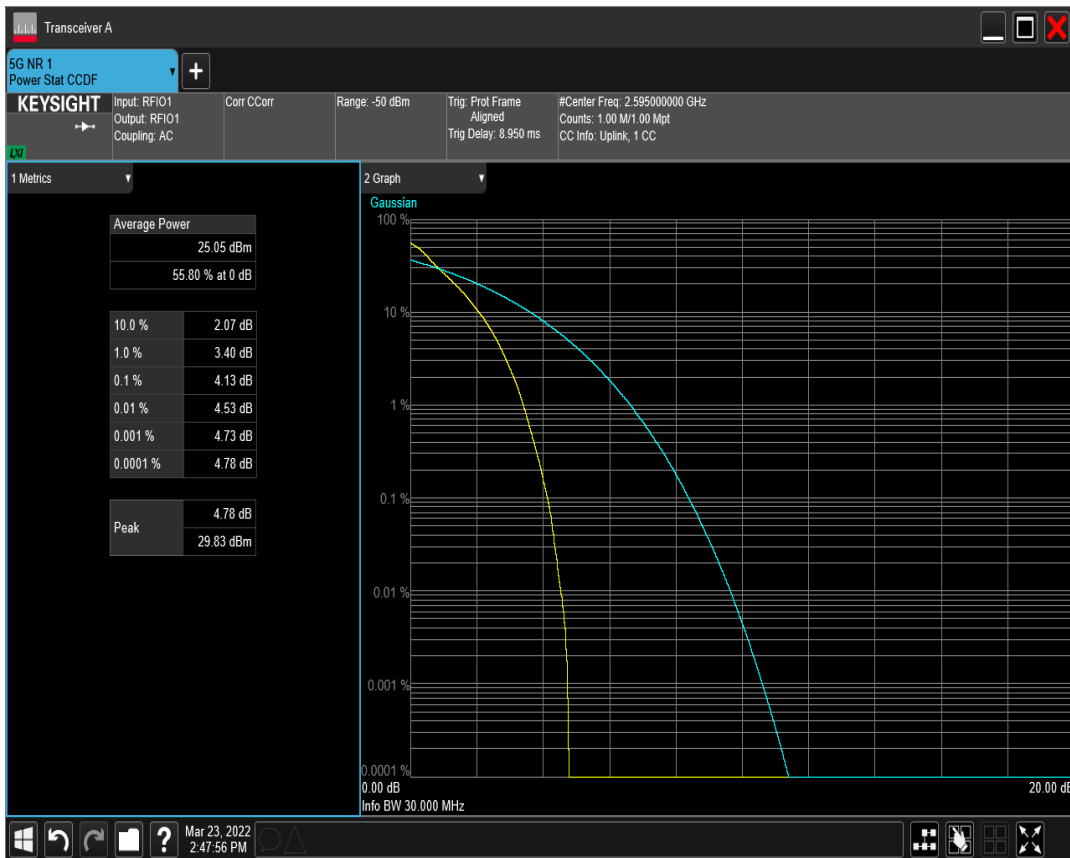 Transceiver A
5G NR 1
Power Stat CCDF
KEYSIGHT
LXI
Input: RFIO1
Output: RFIO1
Coupling: AC
Corr CCorr
Range: -50 dBm
Trig: Prot Frame
Aligned
Trig Delay: 8.950 ms
#Center Freq: 2.595000000 GHz
Counts: 1.00 M/1.00 Mpt
CC Info: Uplink, 1 CC
1 Metrics
Average Power
25.05 dBm
55.80 % at 0 dB
10.0 % 2.07 dB
1.0 % 3.40 dB
0.1 % 4.13 dB
0.01 % 4.53 dB
0.001 % 4.73 dB
0.0001 % 4.78 dB
Peak
4.78 dB
29.83 dBm
2 Graph
Gaussian
100 %
10 %
1 %
0.1 %
0.01 %
0.001 %
0.0001 %
0.00 dB 20.00 dB
Info BW 30.000 MHz
Mar 23, 2022
2:47:56 PM